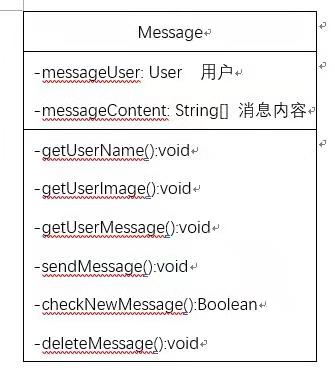 Message
-messageUser: User 用户
-messageContent: String[] 消息内容
-getUserName():void
-getUserImage():void
-getUserMessage():void
-sendMessage():void
-checkNewMessage():Boolean
-deleteMessage():void